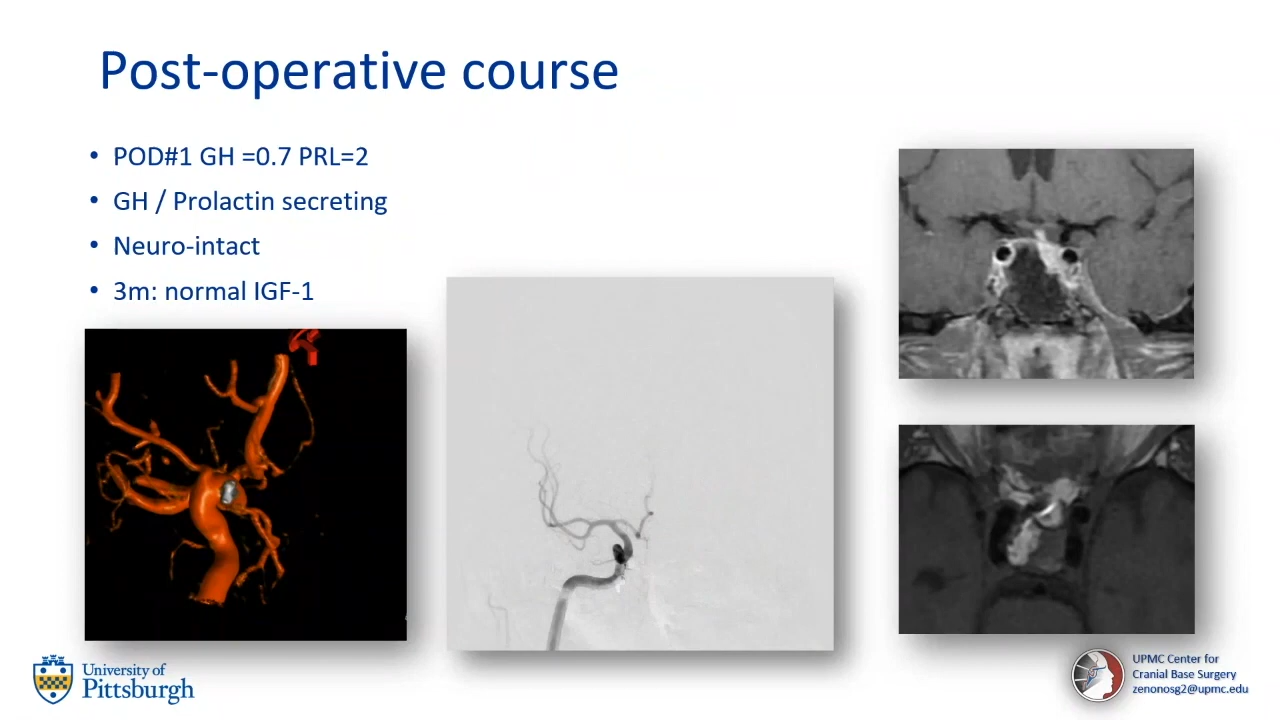 Post-operative course
• POD#1 GH =0.7 PRL=2
• GH / Prolactin secreting
• Neuro-intact
• 3m: normal IGF-1
University of
Pittsburgh
UPMC Center for
Cranial Base Surgery
zenonosg2@upmc.edu